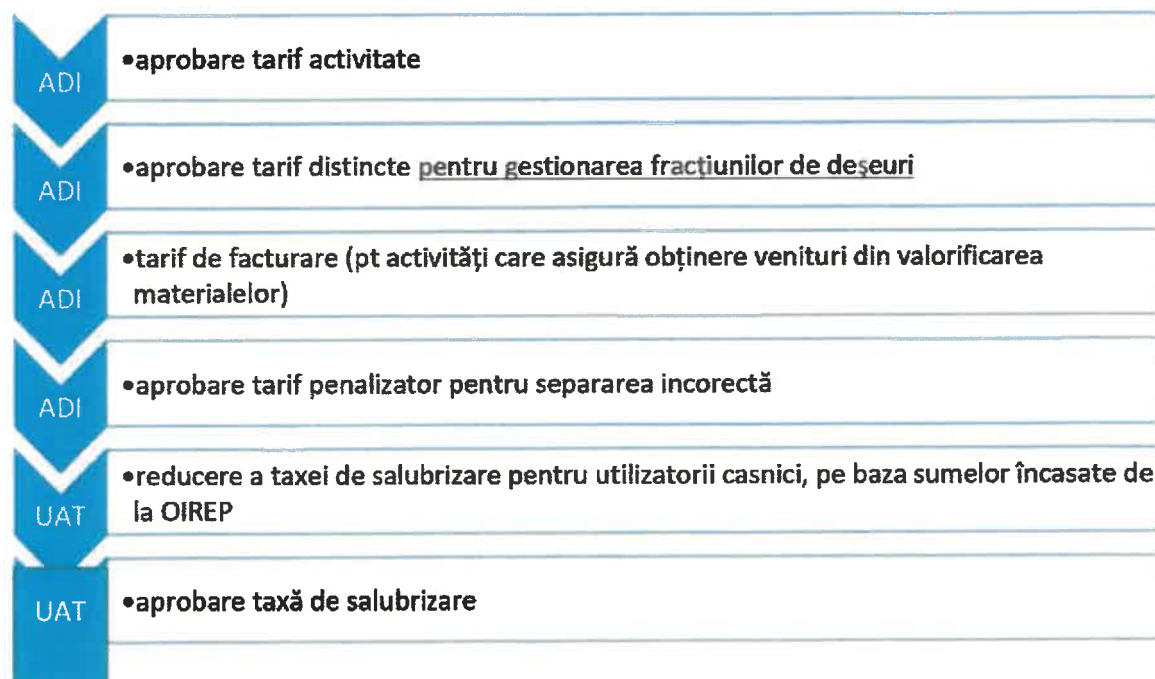 ADI
•aprobare tarif activitate
ADI
•aprobare tarif distincte pentru gestionarea fracțiunilor de deșeuri
ADI
•tarif de facturare (pt activități care asigură obținere venituri din valorificarea
materialelor)
ADI
•aprobare tarif penalizator pentru separarea incorectă
UAT
•reducere a taxei de salubrizare pentru utilizatorii casnici, pe baza sumelor încasate de
la OIREP
UAT
•aprobare taxă de salubrizare